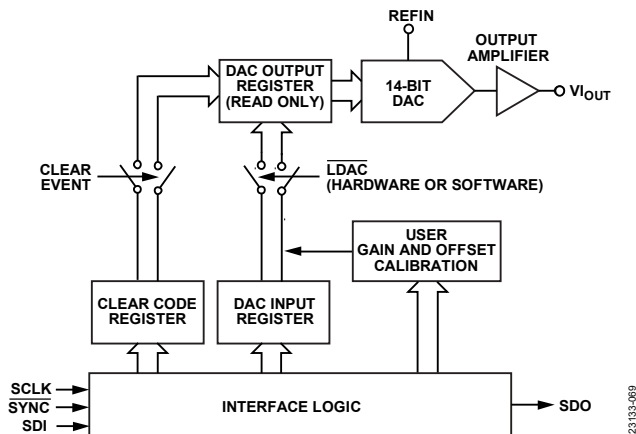 REFIN
OUTPUT
AMPLIFIER
DAC OUTPUT
REGISTER
(READ ONLY)
14-BIT
DAC
VIOUT
CLEAR
EVENT
LDAC
(HARDWARE OR SOFTWARE)
USER
GAIN AND OFFSET
CALIBRATION
CLEAR CODE
REGISTER
DAC INPUT
REGISTER
SCLK
SYNC
SDI
INTERFACE LOGIC
SDO
23133-069